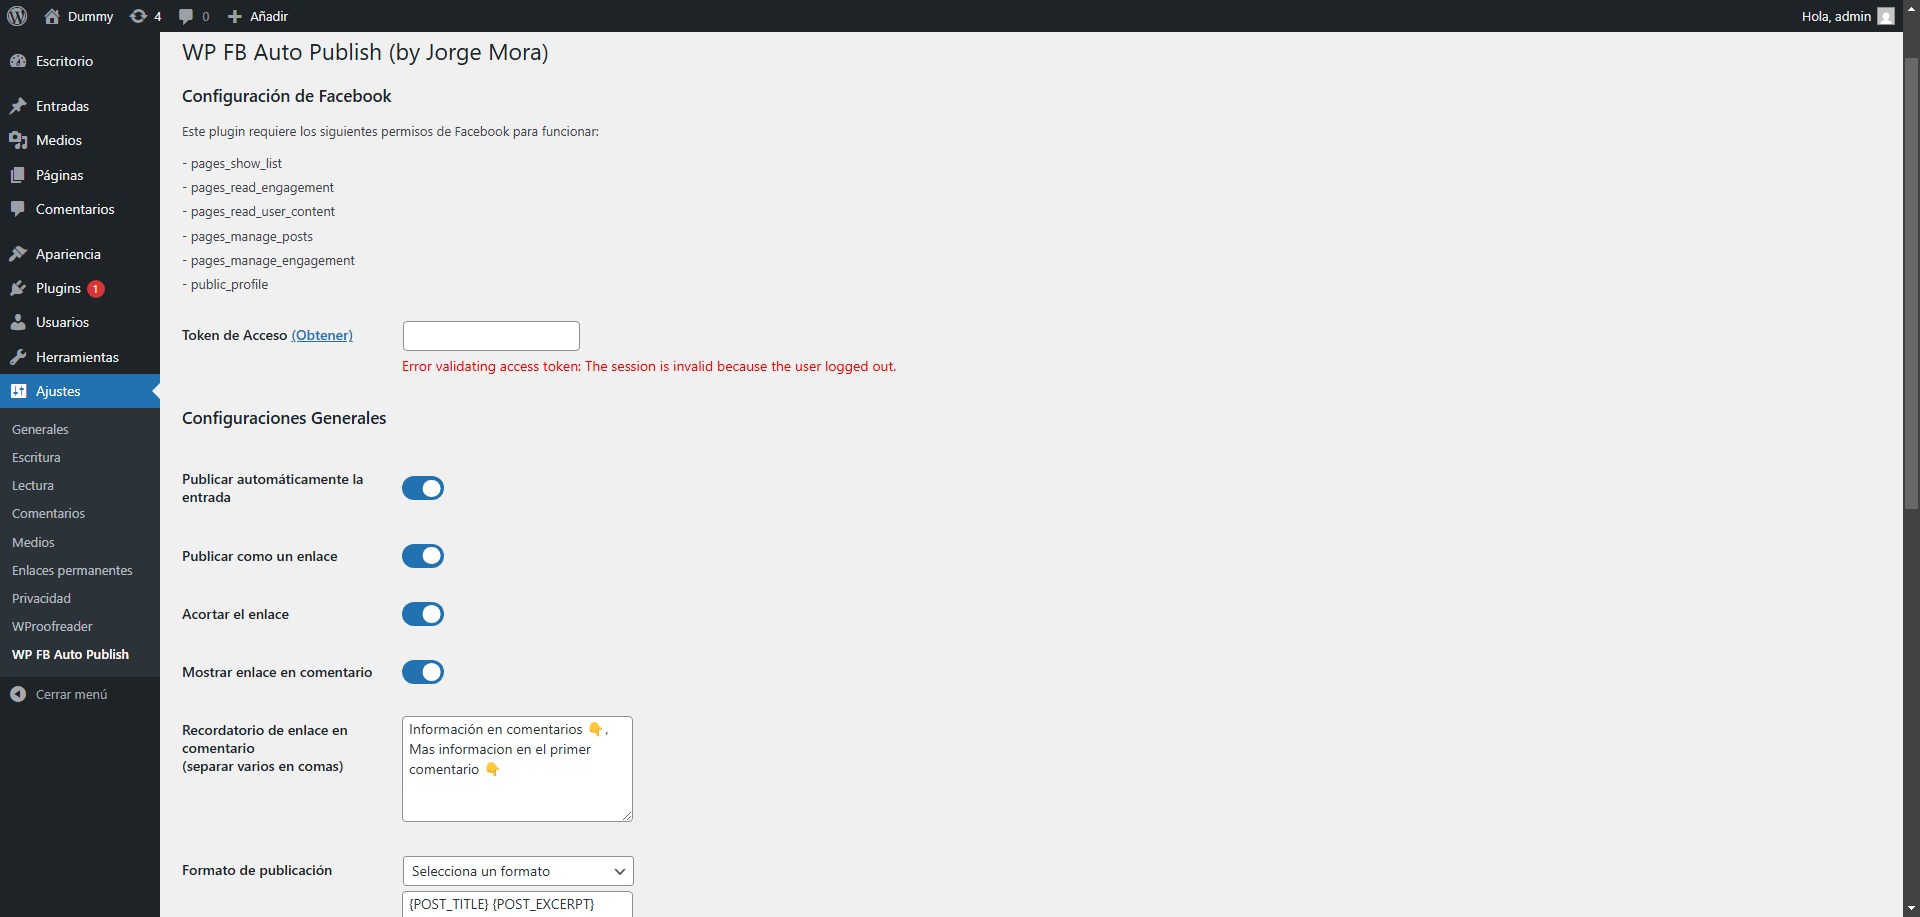 Dummy
4
0
Añadir
Hola, admin
Escritorio
Entradas
Medios
Páginas
Comentarios
Apariencia
Plugins 1
Usuarios
Herramientas
Ajustes
Generales
Escritura
Lectura
Comentarios
Medios
Enlaces permanentes
Privacidad
WProofreader
WP FB Auto Publish
Cerrar menú
WP FB Auto Publish (by Jorge Mora)
Configuración de Facebook
Este plugin requiere los siguientes permisos de Facebook para funcionar:
- pages_show_list
- pages_read_engagement
- pages_read_user_content
- pages_manage_posts
- pages_manage_engagement
- public_profile
Token de Acceso (Obtener)
Error validating access token: The session is invalid because the user logged out.
Configuraciones Generales
Publicar automáticamente la
entrada
Publicar como un enlace
Acortar el enlace
Mostrar enlace en comentario
Recordatorio de enlace en
comentario
(separar varios en comas)
Información en comentarios 👇,
Mas informacion en el primer
comentario 👇
Formato de publicación
Selecciona un formato
{POST_TITLE} {POST_EXCERPT}